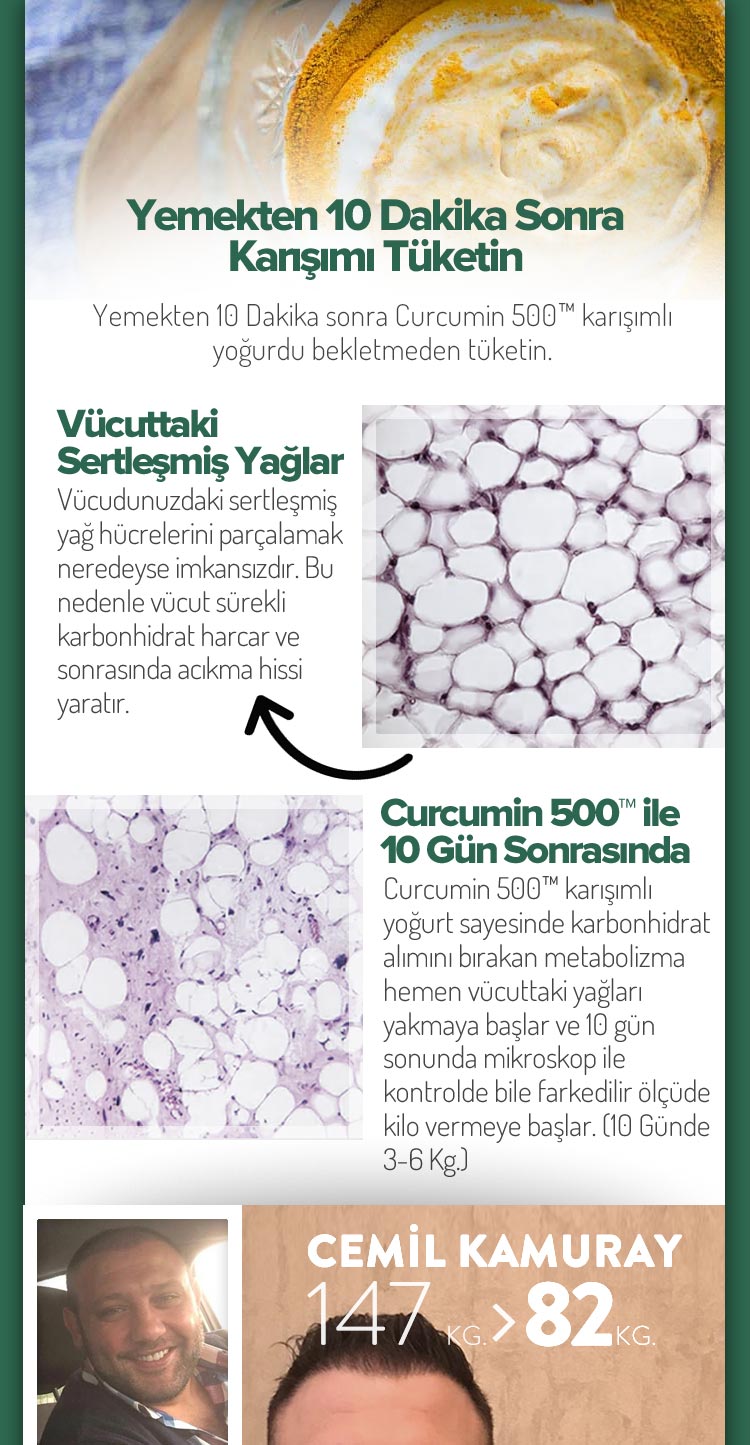 Yemekten 10 Dakika Sonra
Karışımı Tüketin
Yemekten 10 Dakika sonra Curcumin 500™ karışımlı
yoğurdu bekletmeden tüketin.
Vücuttaki
Sertleşmiş Yağlar
Vücudunuzdaki sertleşmiş
yağ hücrelerini parçalamak
neredeyse imkansızdır. Bu
nedenle vücut sürekli
karbonhidrat harcar ve
sonrasında acıkma hissi
yaratır.
Curcumin 500™ ile
10 Gün Sonrasında
Curcumin 500™ karışımlı
yoğurt sayesinde karbonhidrat
alımını bırakan metabolizma
hemen vücuttaki yağları
yakmaya başlar ve 10 gün
sonunda mikroskop ile
kontrolde bile farkedilir ölçüde
kilo vermeye başlar. (10 Günde
3-6 Kg.)
CEMİL KAMURAY
147 KG. > 82 KG.